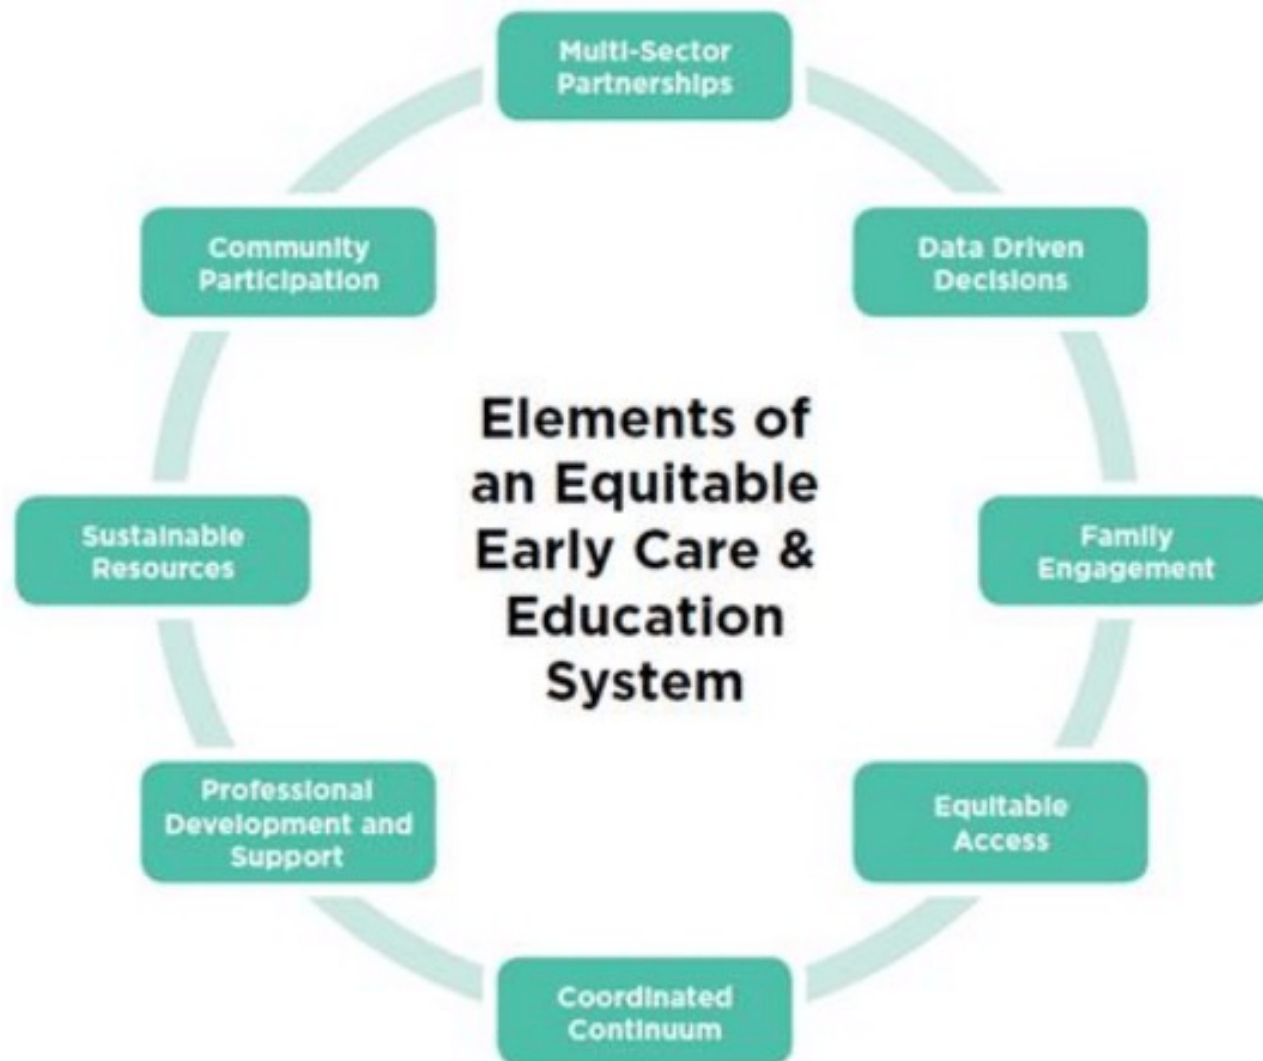 Multi-Sector
Partnerships
Data Driven
Decisions
Family
Engagement
Equitable
Access
Coordinated
Continuum
Professional
Development and
Support
Sustainable
Resources
Community
Participation
Elements of
an Equitable
Early Care &
Education
System